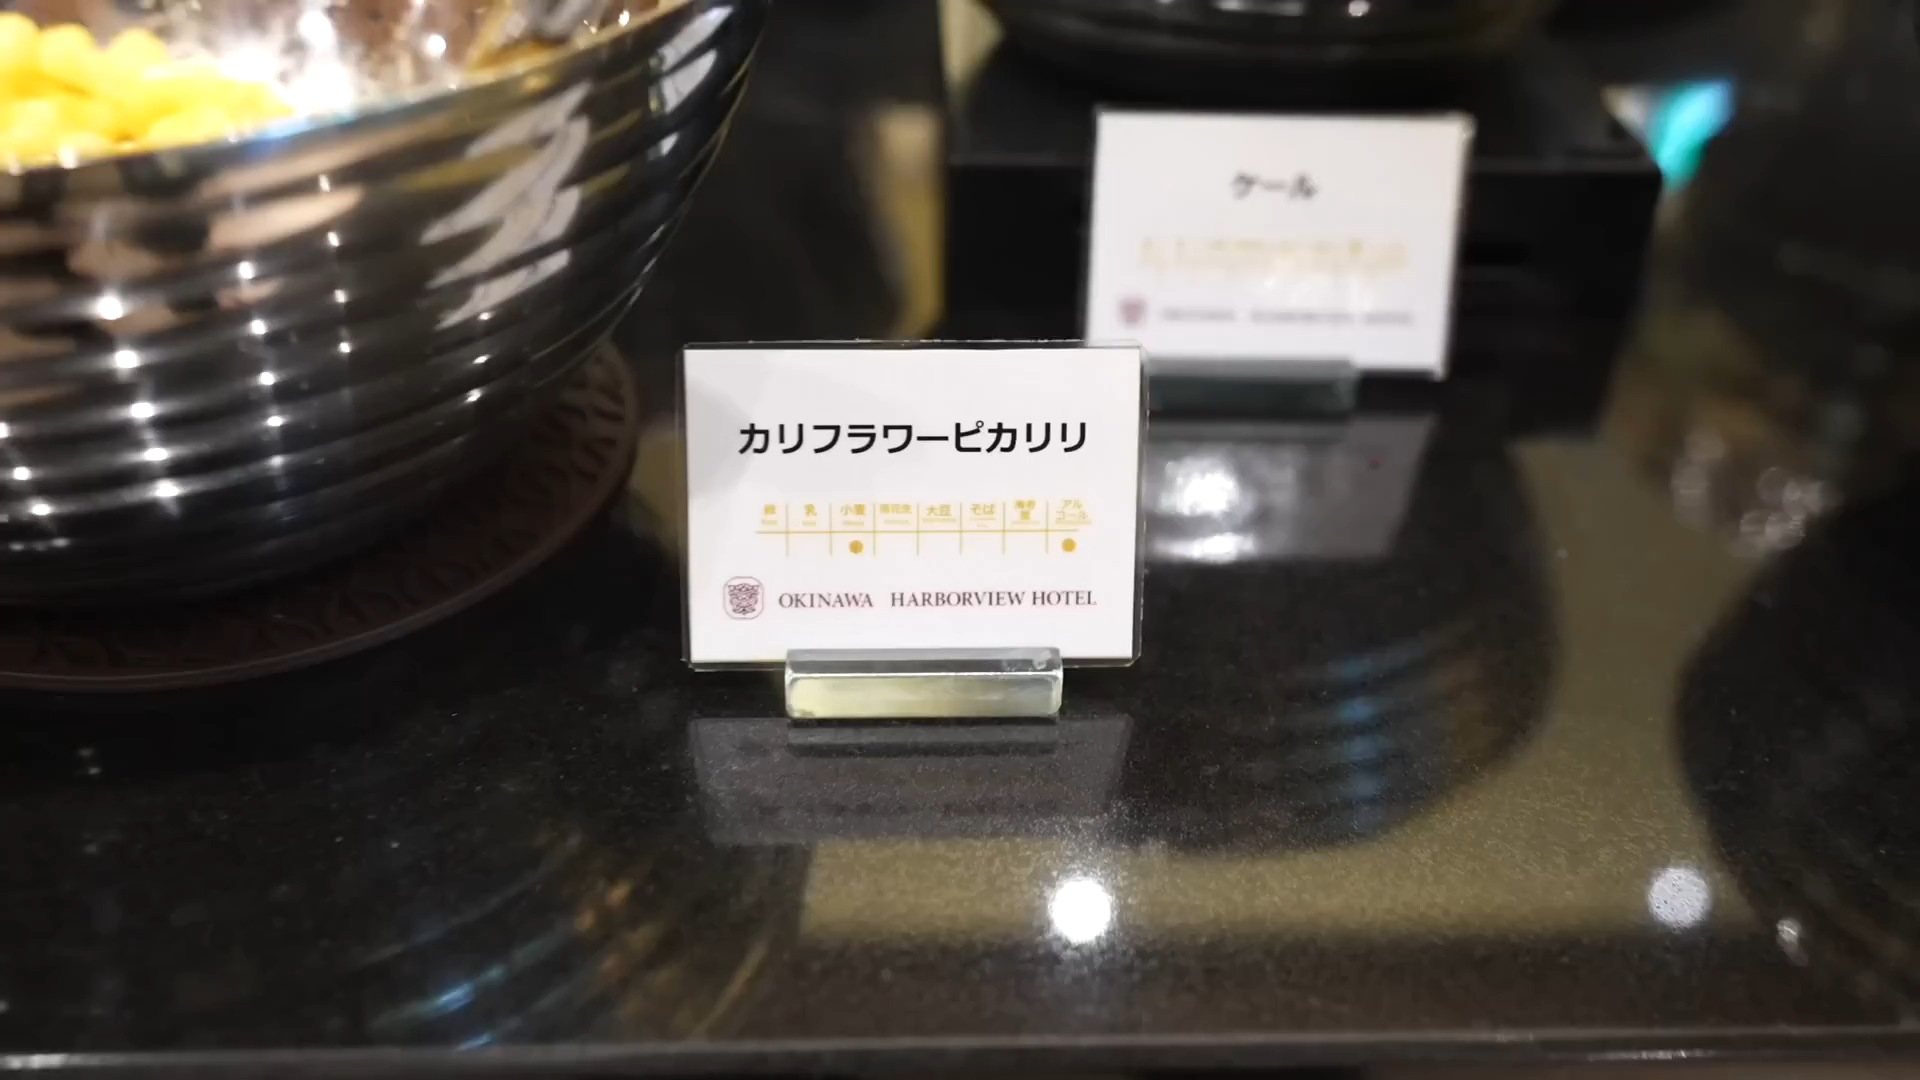 ケール
カリフラワーピカリリ
卵 乳 小麦 落花生 大豆 そば 海老蟹 アルコール
OKINAWA HARBORVIEW HOTEL